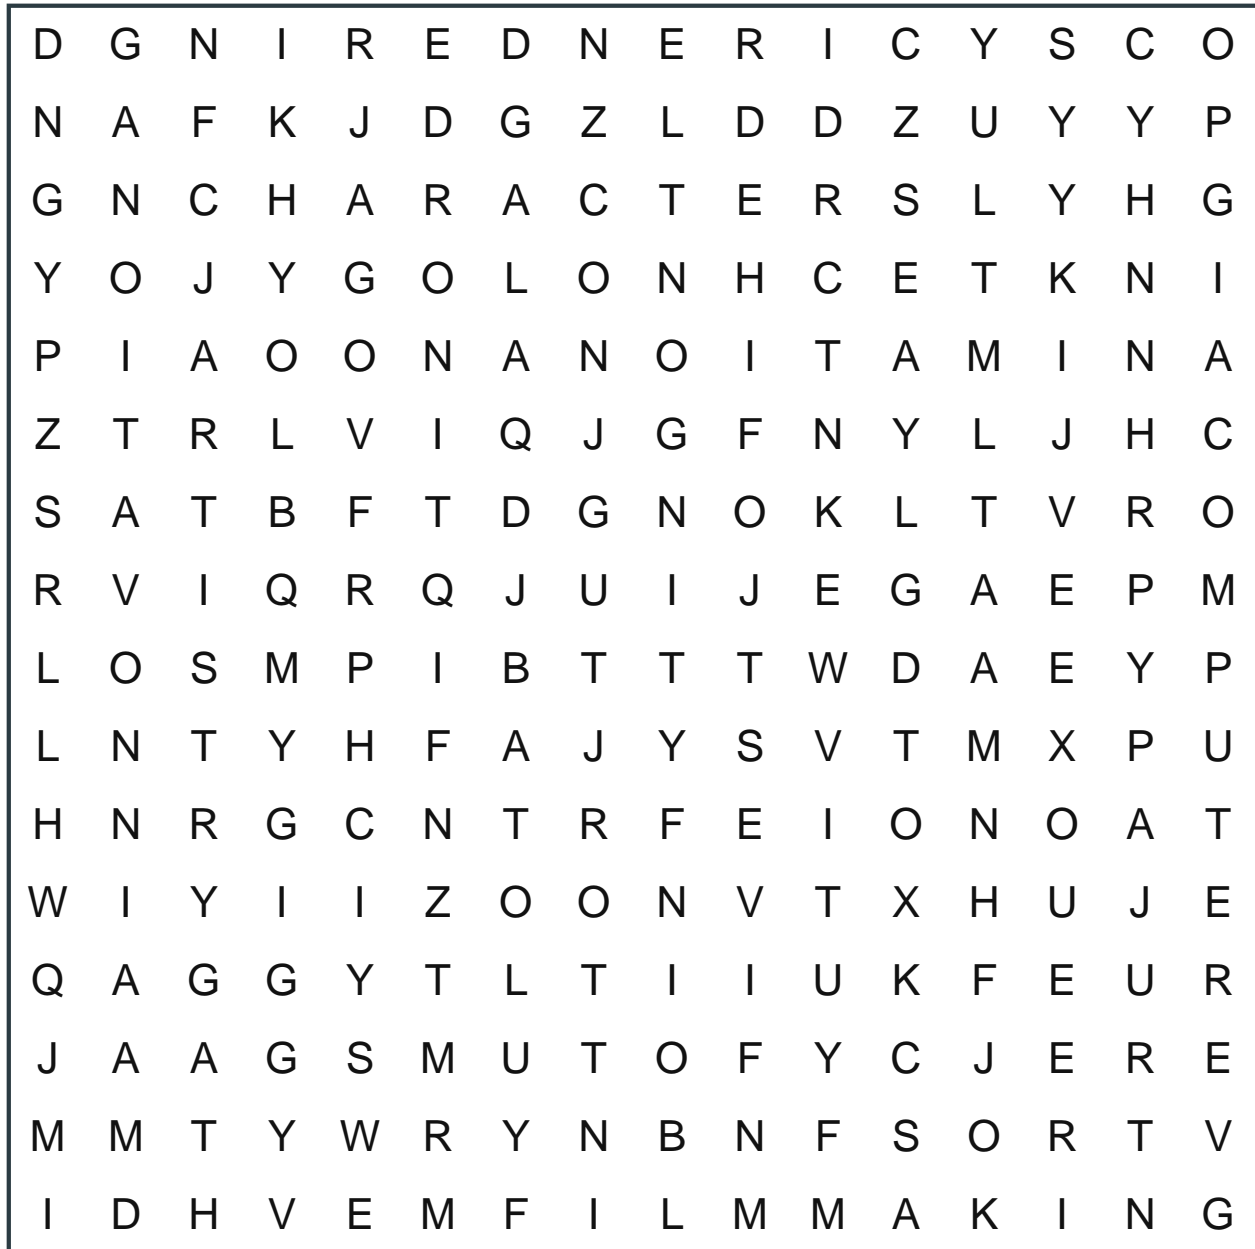 D G N I R E D N E R I C Y S C O
N A F K J D G Z L D D Z U Y Y P
G N C H A R A C T E R S L Y H G
Y O J Y G O L O N H C E T K N I
P I A O O N A N O I T A M I N A
Z T R L V I Q J G F N Y L J H C
S A T B F T D G N O K L T V R O
R V I Q R Q J U I J E G A E P M
L O S M P I B T T T W D A E Y P
L N T Y H F A J Y S V T M X P U
H N R G C N T R F E I O N O A T
W I Y I I Z O O N V T X H U J E
Q A G G Y T L T I I U K F E U R
J A A G S M U T O F Y C J E R E
M M T Y W R Y N B N F S O R T V
I D H V E M F I L M M A K I N G